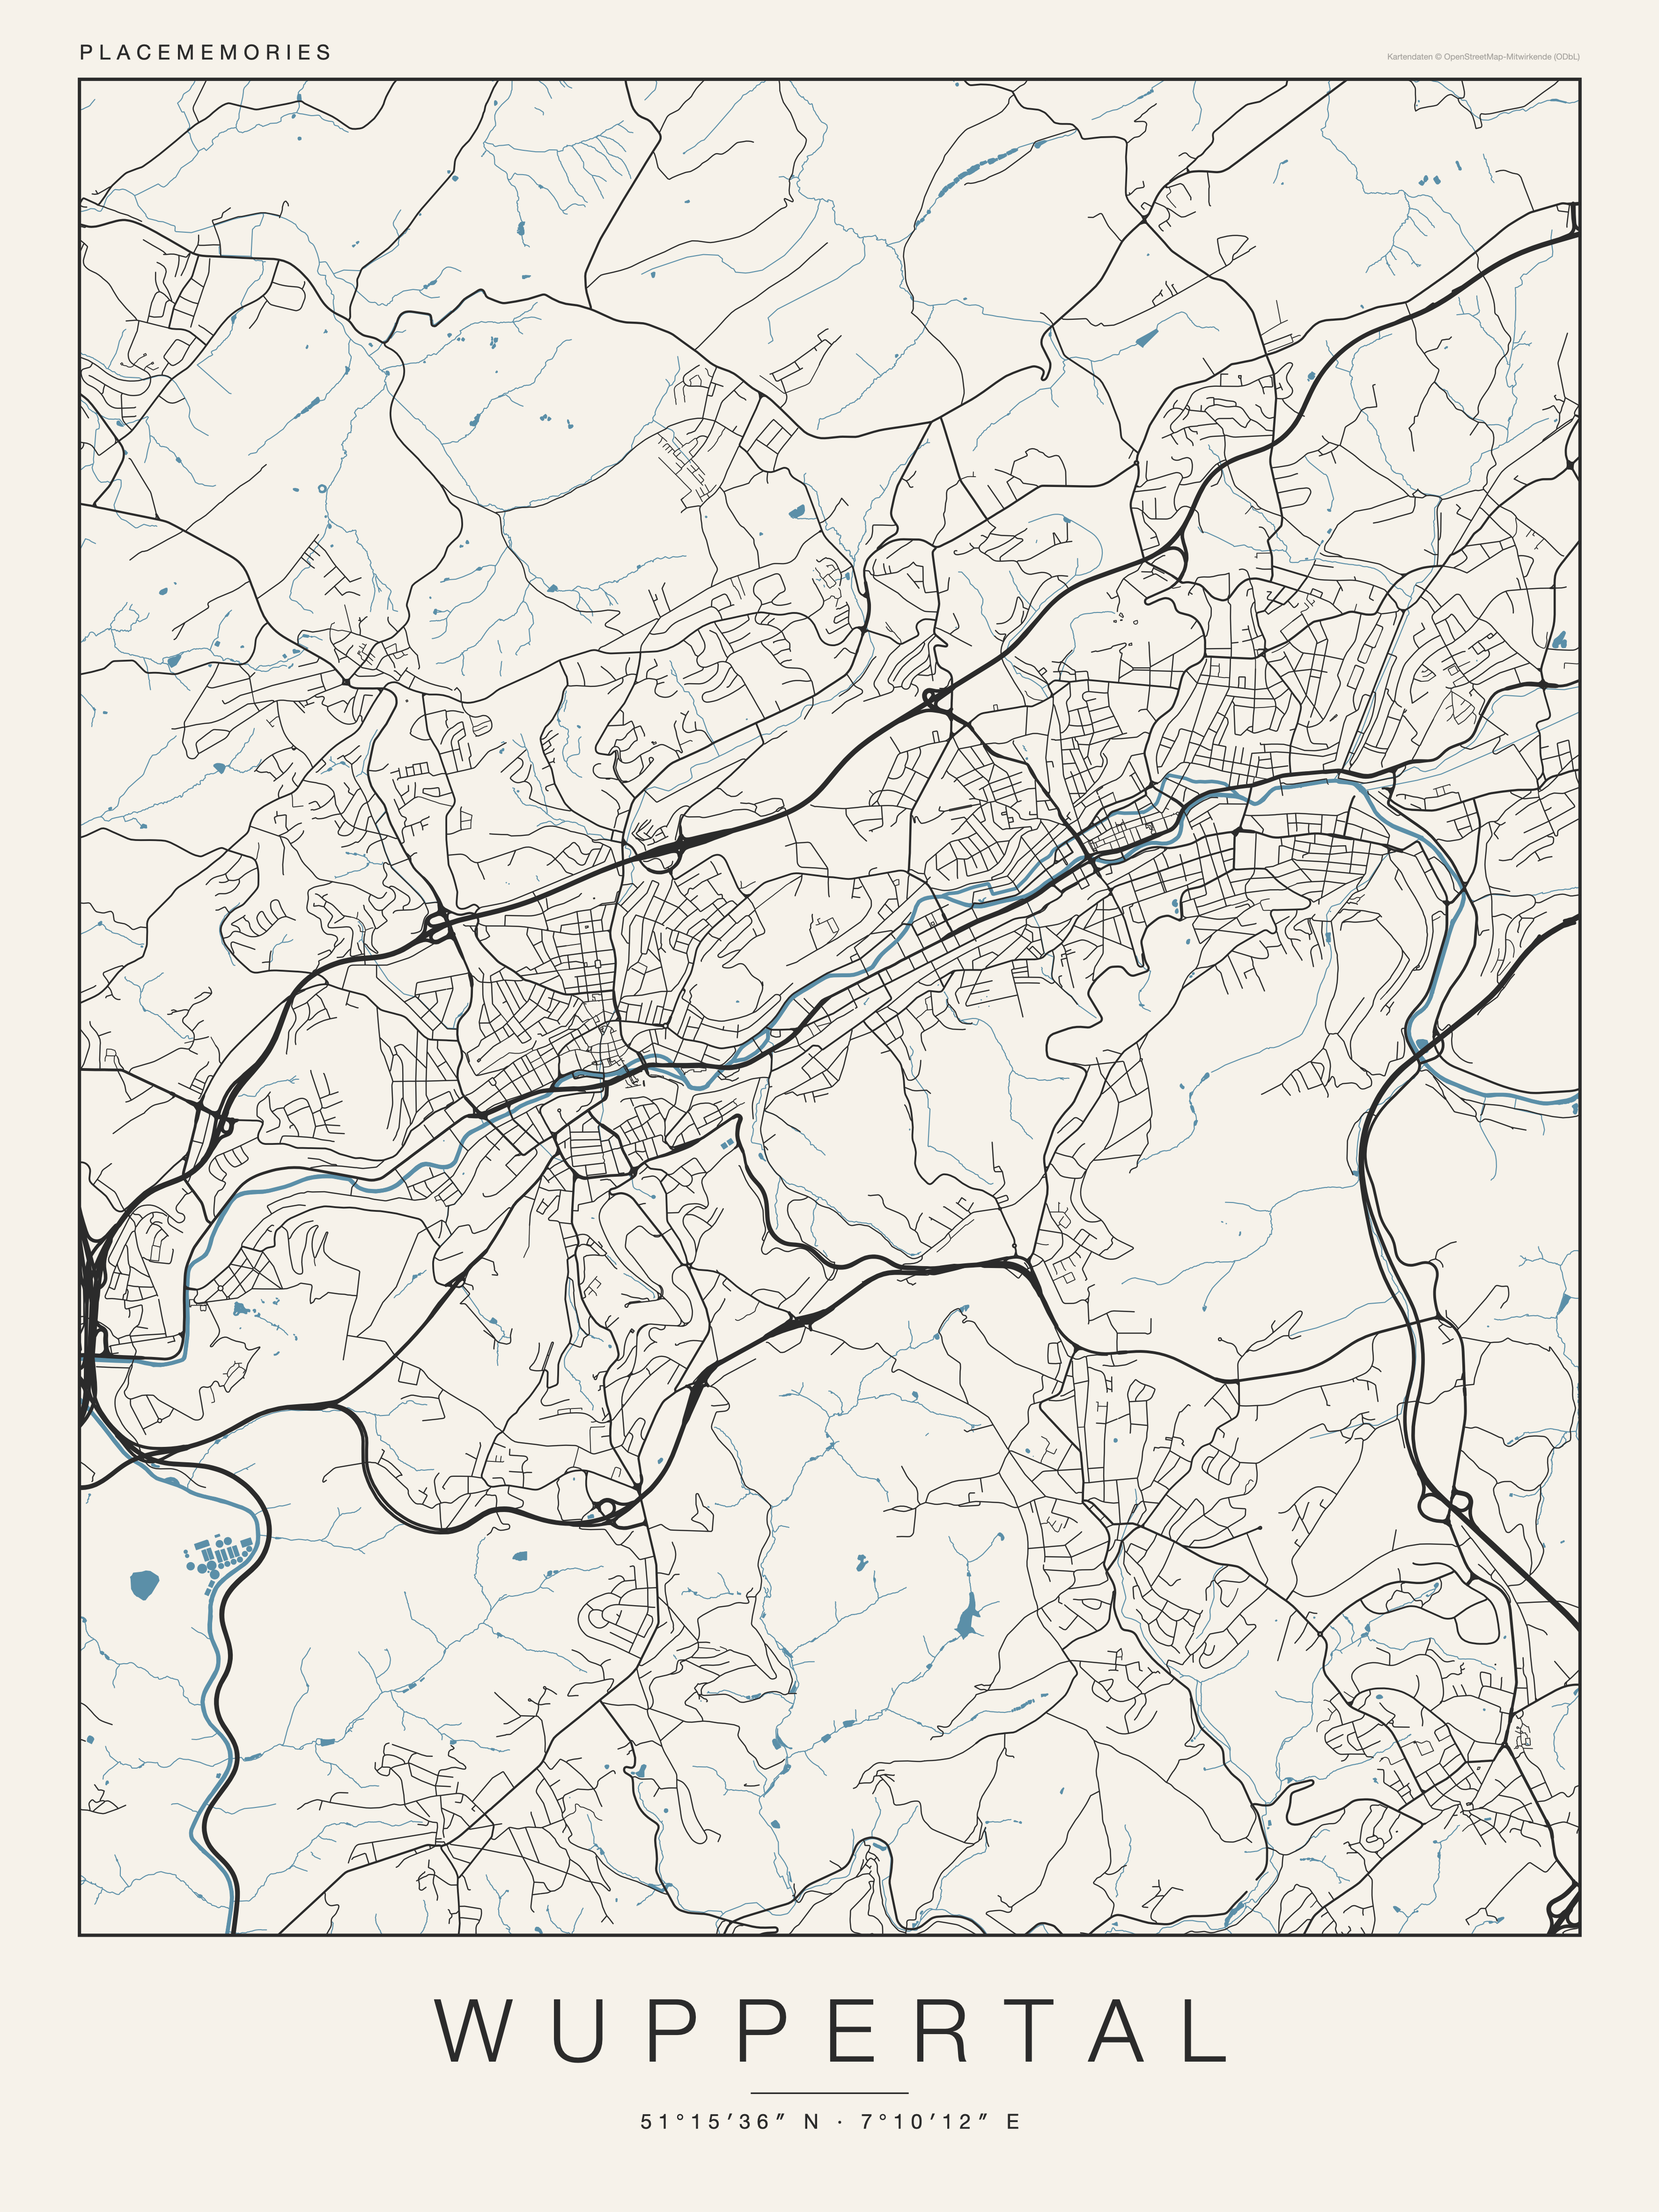 PLACEMEMORIES
Kartendaten © OpenStreetMap-Mitwirkende (ODbL)
WUPPERTAL
51°15′36″ N · 7°10′12″ E